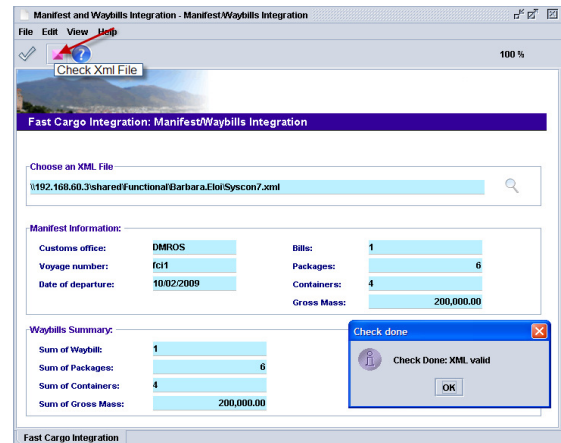 Manifest and Waybills Integration - Manifest/Waybills Integration
File Edit View Help
100 %
Check Xml File
Fast Cargo Integration: Manifest/Waybills Integration
Choose an XML File
\\192.168.60.3\shared\Functional\Barbara.Eloi\Syscon7.xml
Manifest Information:
Customs office: DMROS Bills: 1
Voyage number: fci1 Packages: 6
Date of departure: 10/02/2009 Containers: 4
Gross Mass: 200,000.00
Waybills Summary:
Check done
Sum of Waybill: 1
Check Done: XML valid
Sum of Packages: 6
Sum of Containers: 4
OK
Sum of Gross Mass: 200,000.00
Fast Cargo Integration